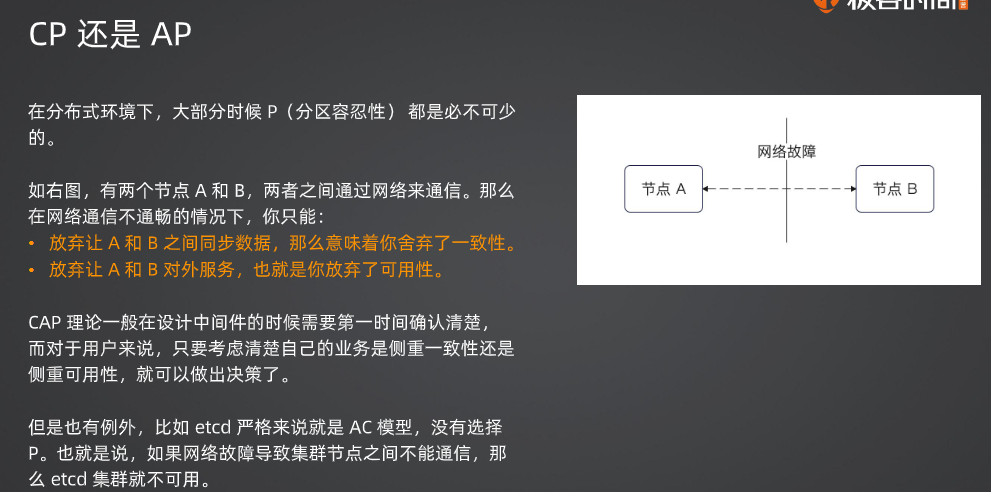 极客时间
CP 还是 AP
在分布式环境下，大部分时候 P（分区容忍性） 都是必不可少
的。
如右图，有两个节点 A 和 B，两者之间通过网络来通信。那么
在网络通信不通畅的情况下，你只能：
• 放弃让 A 和 B 之间同步数据，那么意味着你舍弃了一致性。
• 放弃让 A 和 B 对外服务，也就是你放弃了可用性。
CAP 理论一般在设计中间件的时候需要第一时间确认清楚，
而对于用户来说，只要考虑清楚自己的业务是侧重一致性还是
侧重可用性，就可以做出决策了。
但是也有例外，比如 etcd 严格来说就是 AC 模型，没有选择
P。也就是说，如果网络故障导致集群节点之间不能通信，那
么 etcd 集群就不可用。
网络故障
节点 A
节点 B